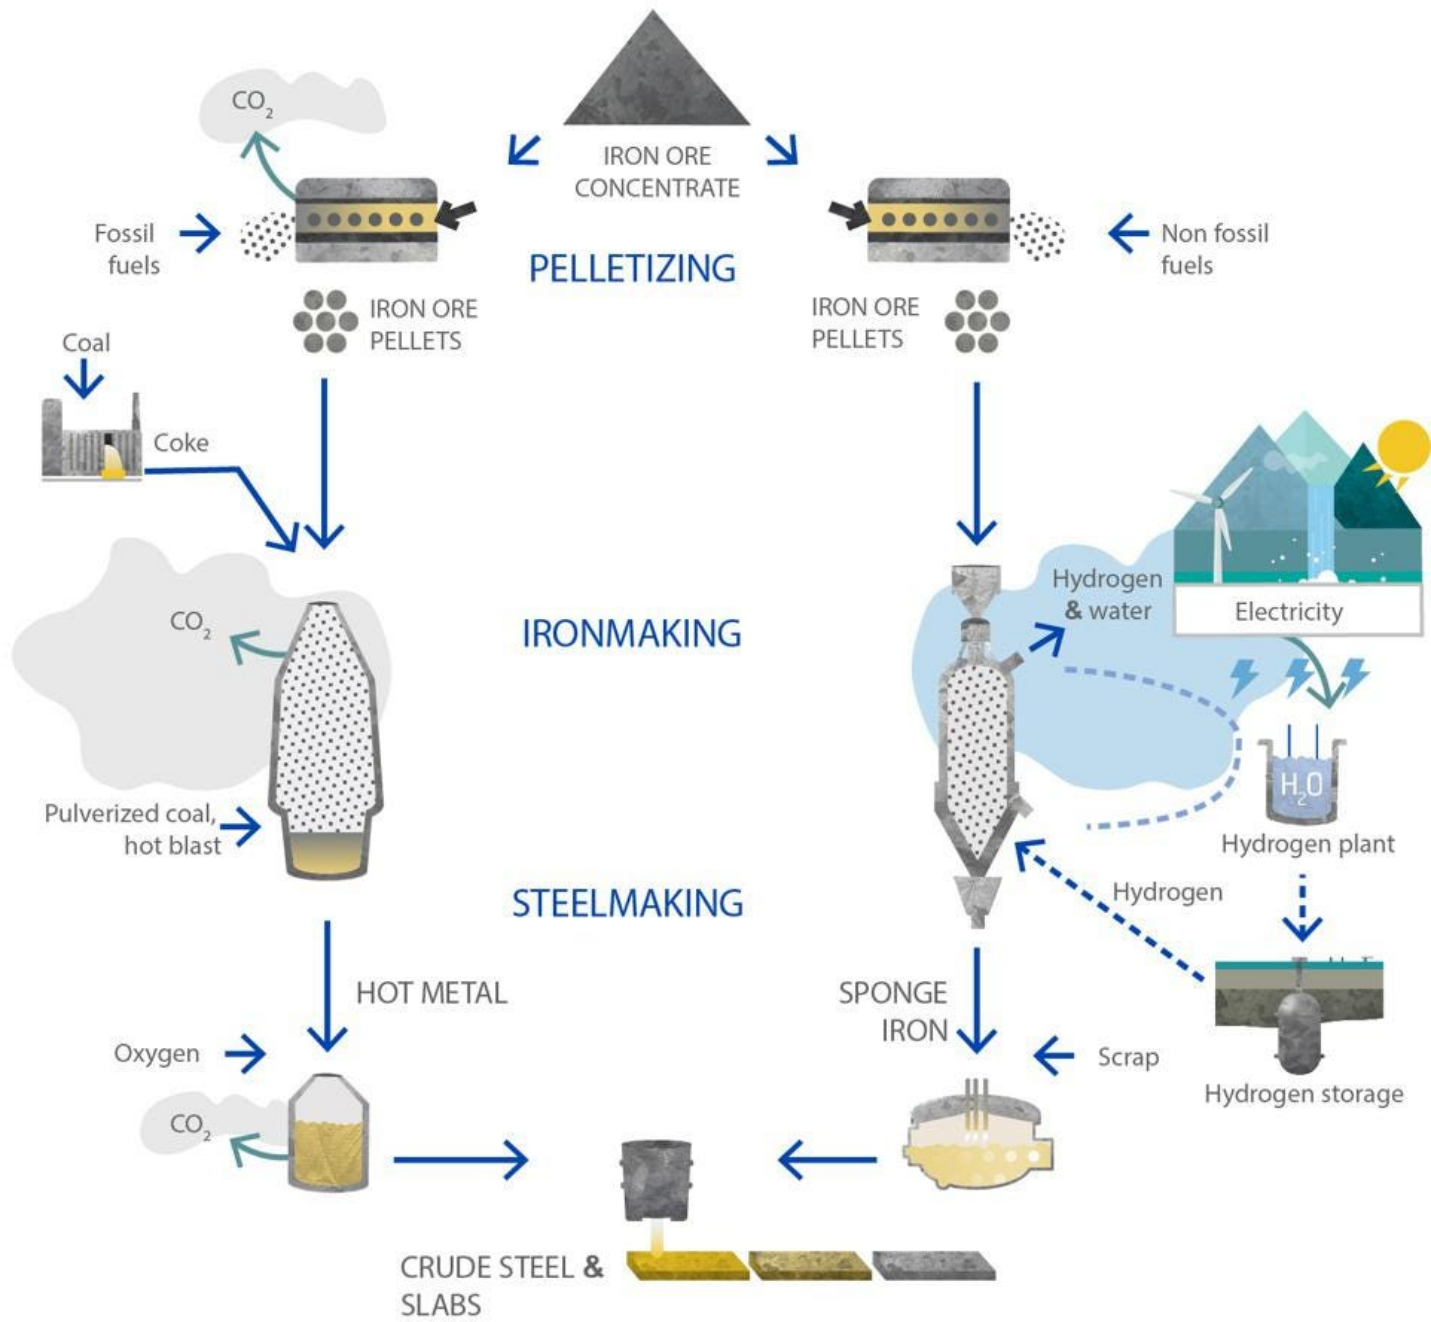 CO₂
IRON ORE
CONCENTRATE
Fossil
fuels
PELLETIZING
Non fossil
fuels
IRON ORE
PELLETS
IRON ORE
PELLETS
Coal
Coke
CO₂
IRONMAKING
Hydrogen
& water
Electricity
H₂O
Pulverized coal,
hot blast
Hydrogen plant
STEELMAKING
Hydrogen
HOT METAL
SPONGE
IRON
Oxygen
Scrap
Hydrogen storage
CO₂
CRUDE STEEL &
SLABS